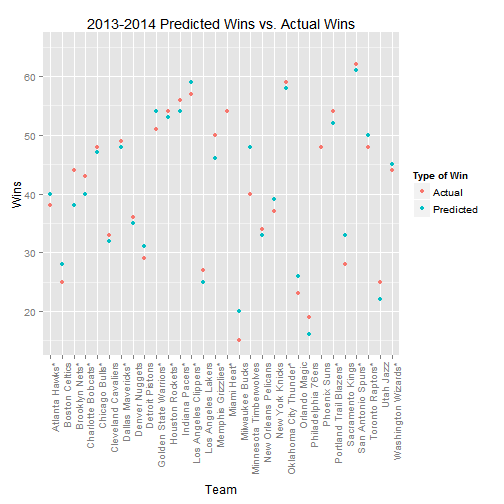 2013-2014 Predicted Wins vs. Actual Wins
Wins
60
50
40
30
20
Type of Win
Actual
Predicted
Atlanta Hawks*
Boston Celtics
Brooklyn Nets*
Charlotte Bobcats*
Chicago Bulls*
Cleveland Cavaliers
Dallas Mavericks*
Denver Nuggets
Detroit Pistons
Golden State Warriors*
Houston Rockets*
Indiana Pacers*
Los Angeles Clippers*
Los Angeles Lakers
Memphis Grizzlies*
Miami Heat*
Milwaukee Bucks
Minnesota Timberwolves
New Orleans Pelicans
New York Knicks
Oklahoma City Thunder*
Orlando Magic
Philadelphia 76ers
Phoenix Suns
Portland Trail Blazers*
Sacramento Kings
San Antonio Spurs*
Toronto Raptors*
Utah Jazz
Washington Wizards*
Team